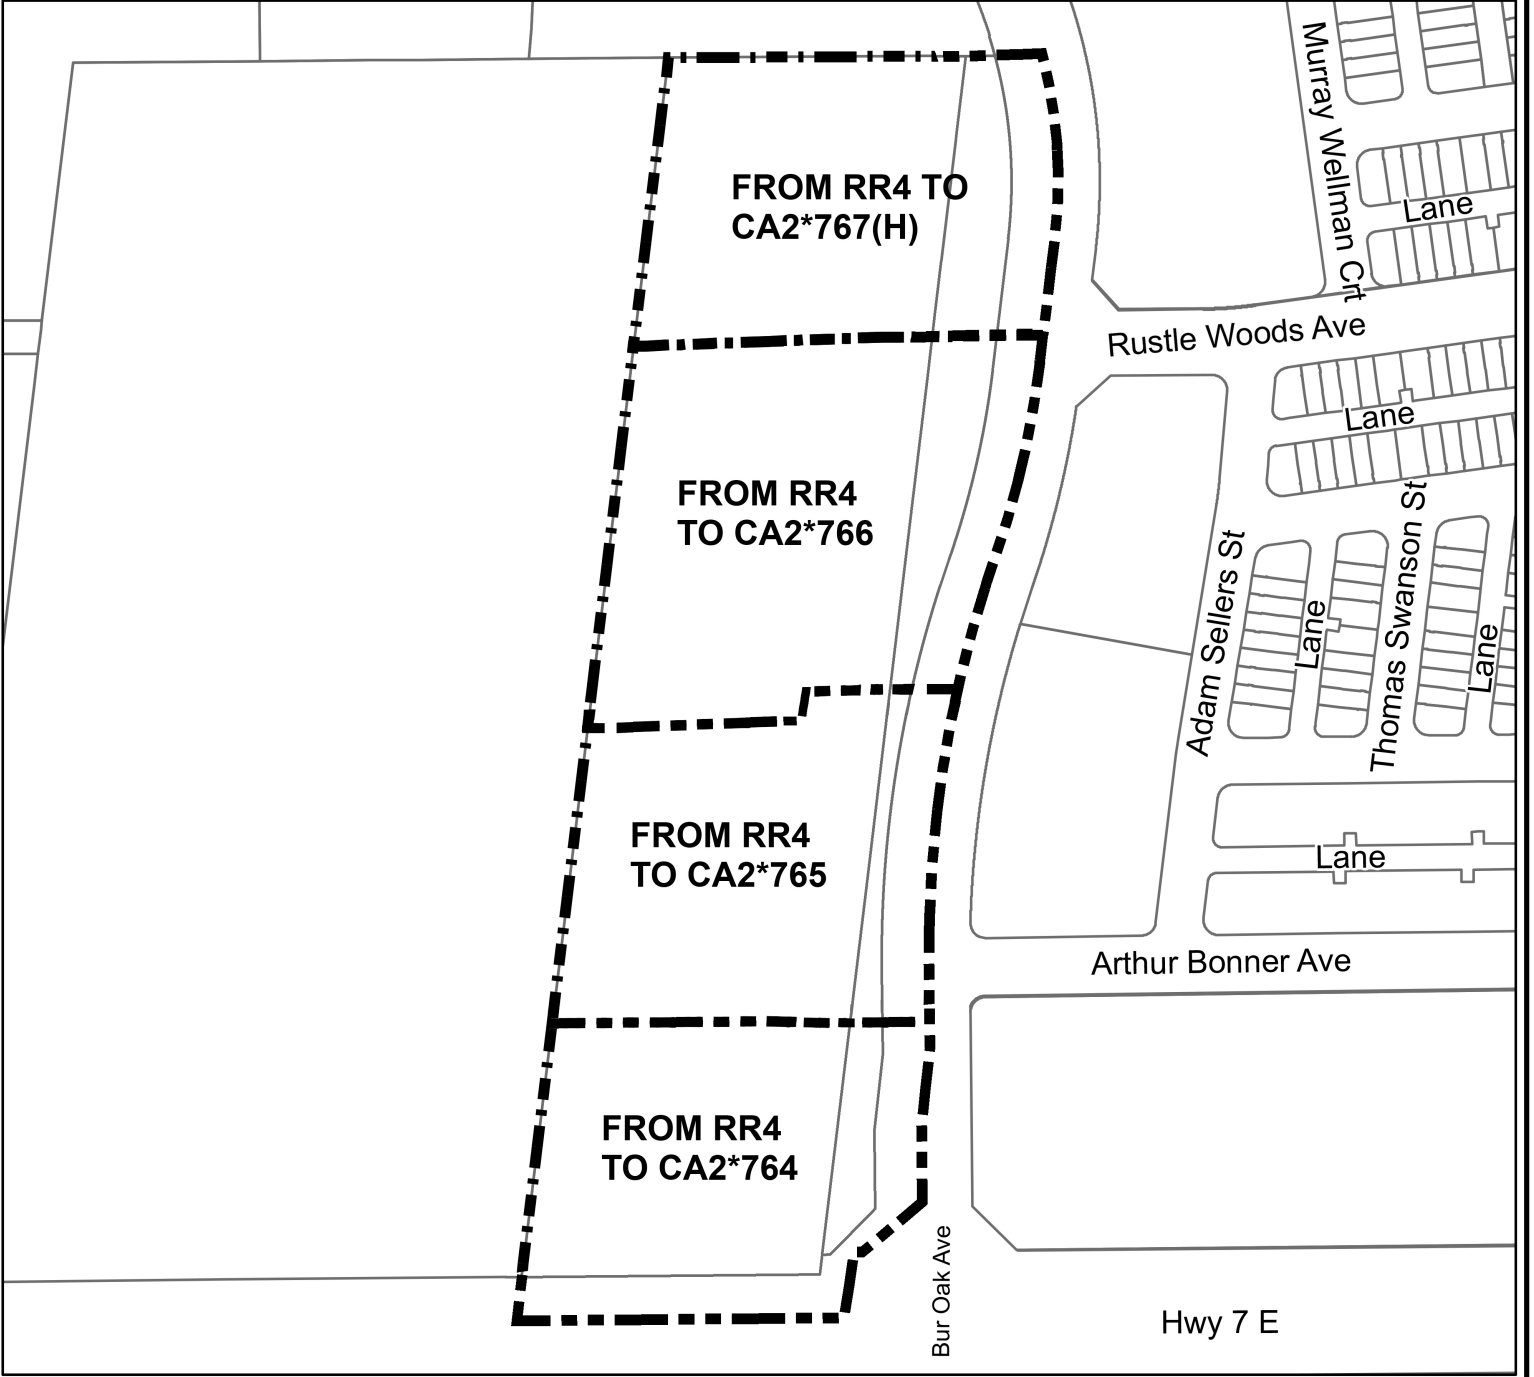 Murray Wellman Crt
FROM RR4 TO
CA2*767(H)
Lane
Rustle Woods Ave
Lane
FROM RR4
TO CA2*766
Adam Sellers St
Lane
Thomas Swanson St
Lane
FROM RR4
TO CA2*765
Lane
Arthur Bonner Ave
FROM RR4
TO CA2*764
Bur Oak Ave
Hwy 7 E